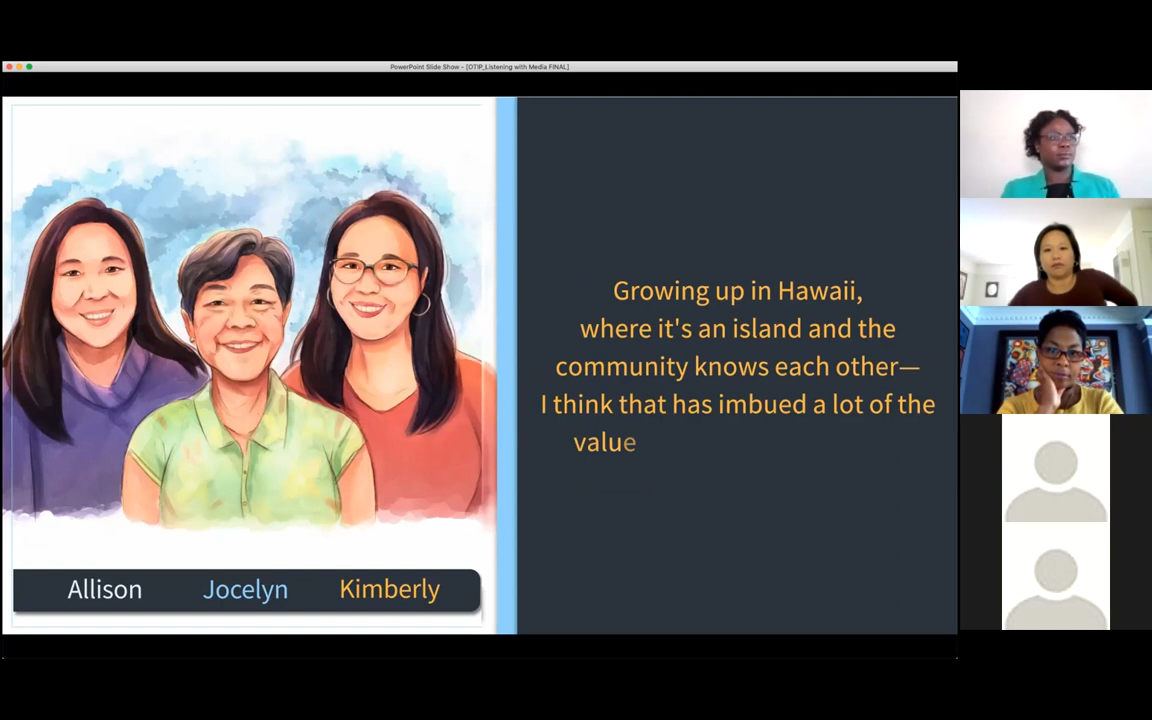 PowerPoint Slide Show - [OTIP_Listening with Media FINAL]
Growing up in Hawaii,
where it's an island and the
community knows each other—
I think that has imbued a lot of the
value
Allison Jocelyn Kimberly